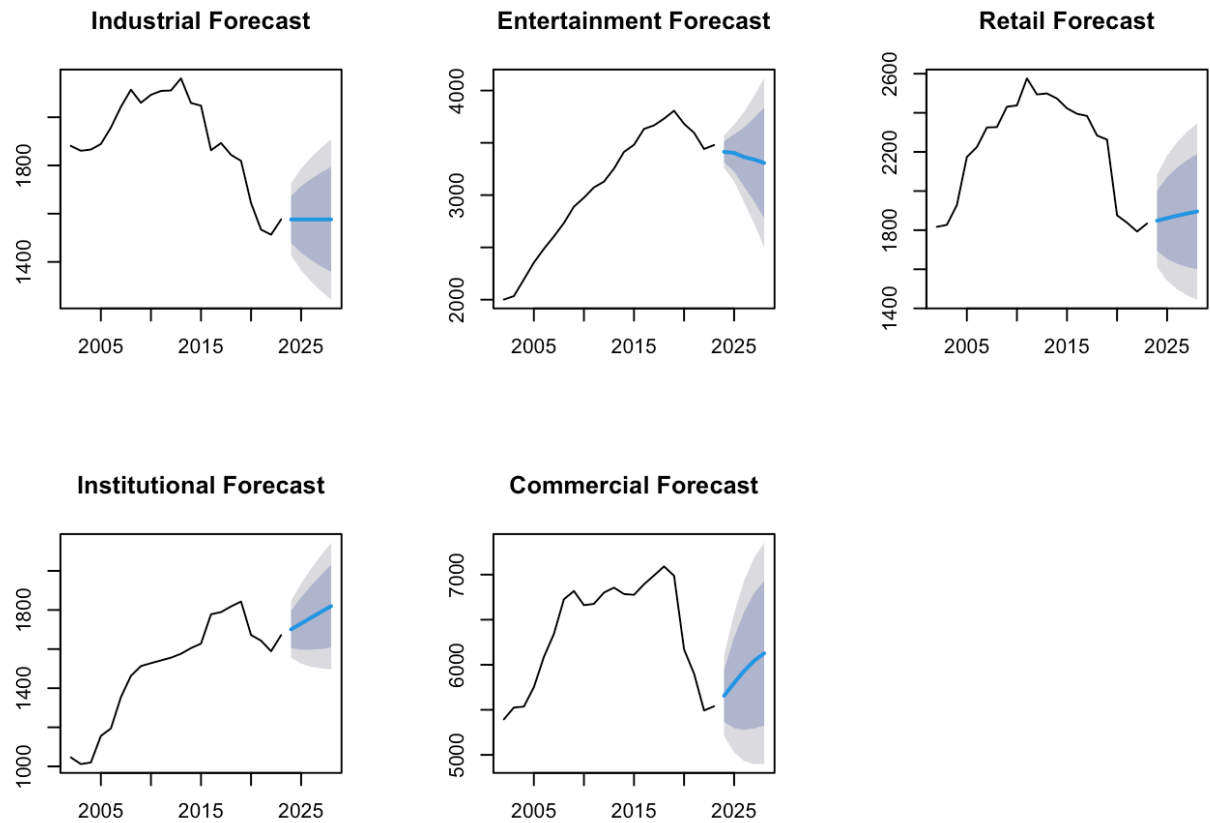 Industrial Forecast
1400 1800
2005 2015 2025
Entertainment Forecast
2000 3000 4000
2005 2015 2025
Retail Forecast
1400 1800 2200 2600
2005 2015 2025
Institutional Forecast
1000 1400 1800
2005 2015 2025
Commercial Forecast
5000 6000 7000
2005 2015 2025